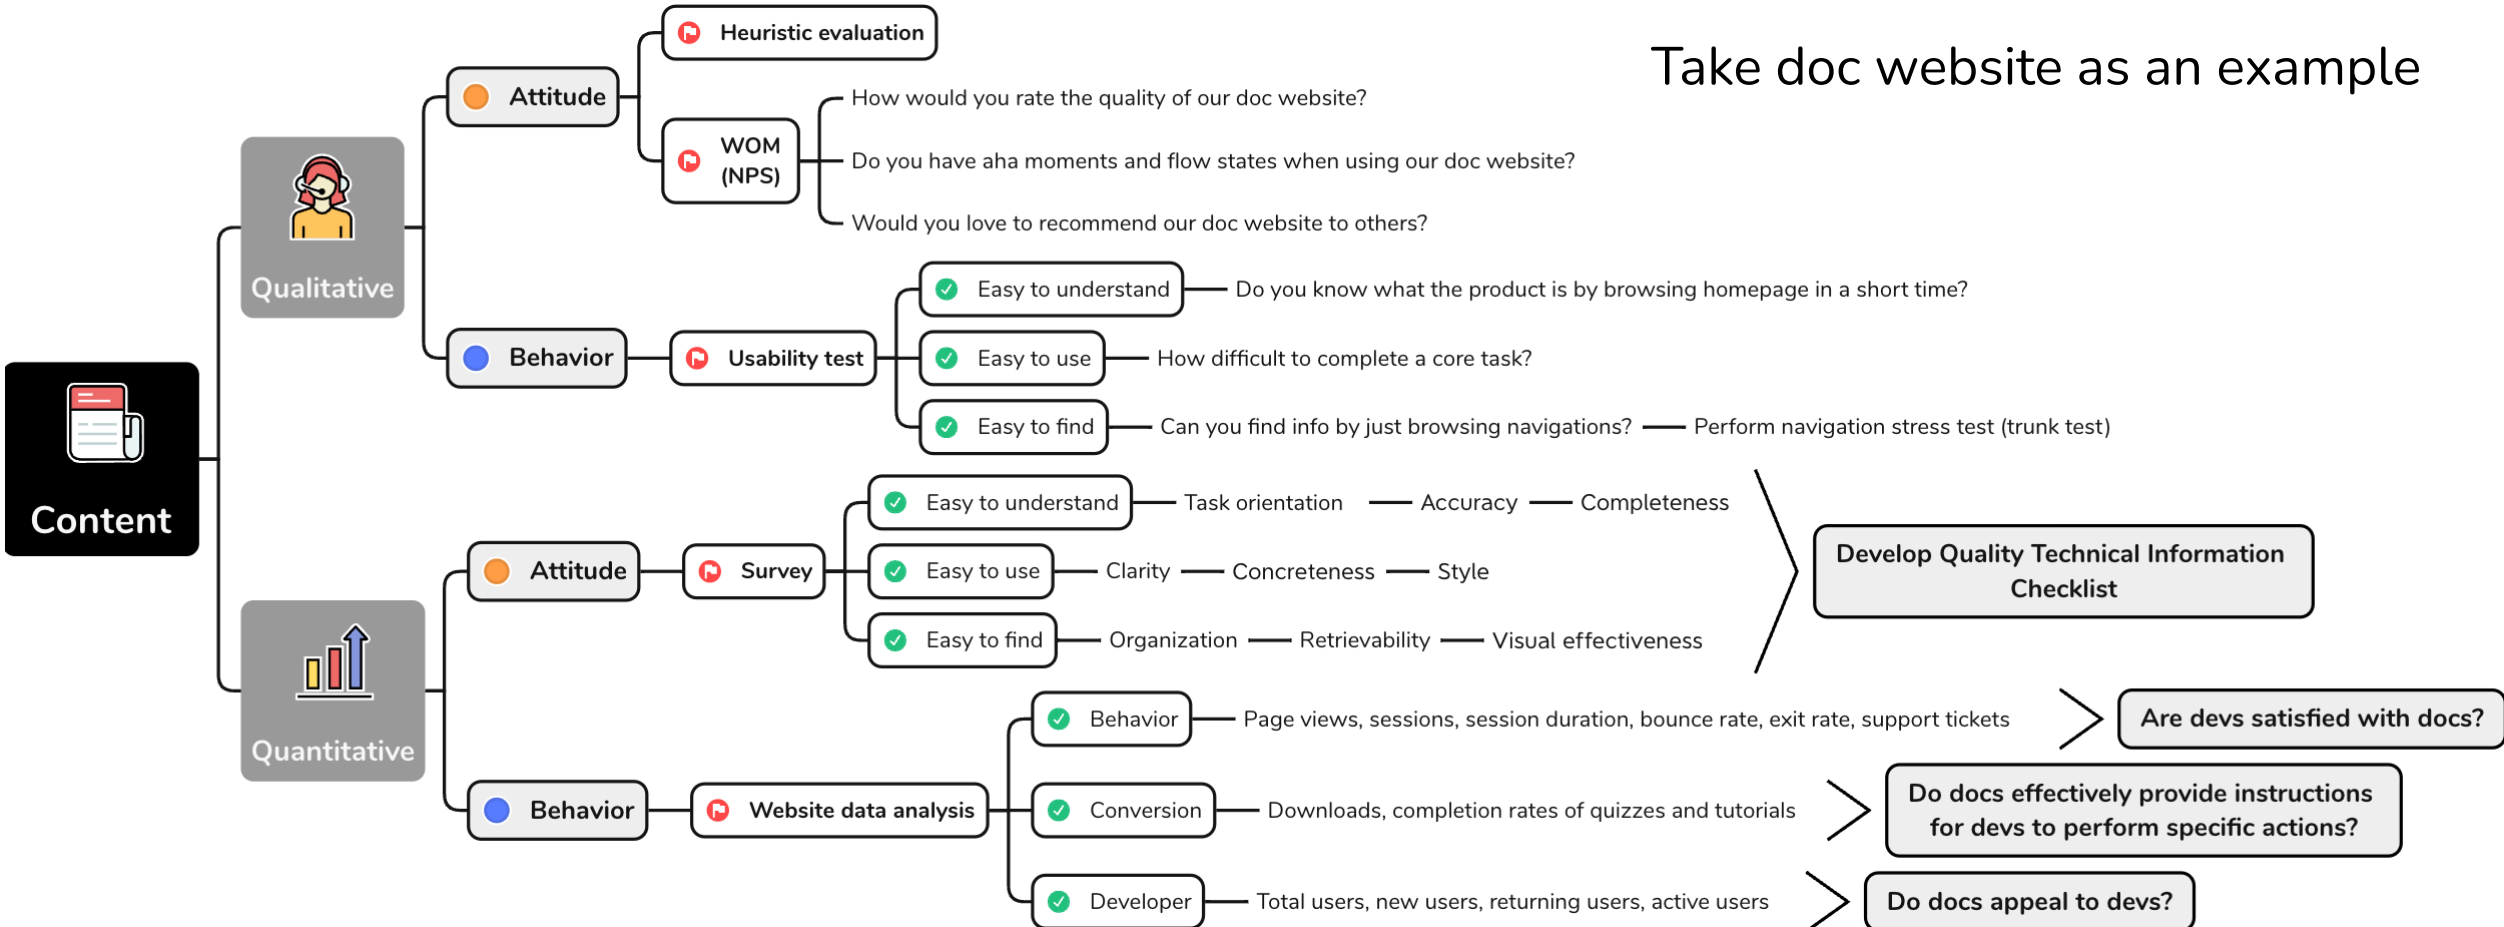 Take doc website as an example
Content
Qualitative
Attitude
Heuristic evaluation
WOM
(NPS)
How would you rate the quality of our doc website?
Do you have aha moments and flow states when using our doc website?
Would you love to recommend our doc website to others?
Behavior
Usability test
Easy to understand
Do you know what the product is by browsing homepage in a short time?
Easy to use
How difficult to complete a core task?
Easy to find
Can you find info by just browsing navigations?
Perform navigation stress test (trunk test)
Quantitative
Attitude
Survey
Easy to understand
Task orientation
Accuracy
Completeness
Easy to use
Clarity
Concreteness
Style
Easy to find
Organization
Retrievability
Visual effectiveness
Develop Quality Technical Information
Checklist
Behavior
Website data analysis
Behavior
Page views, sessions, session duration, bounce rate, exit rate, support tickets
Are devs satisfied with docs?
Conversion
Downloads, completion rates of quizzes and tutorials
Do docs effectively provide instructions
for devs to perform specific actions?
Developer
Total users, new users, returning users, active users
Do docs appeal to devs?